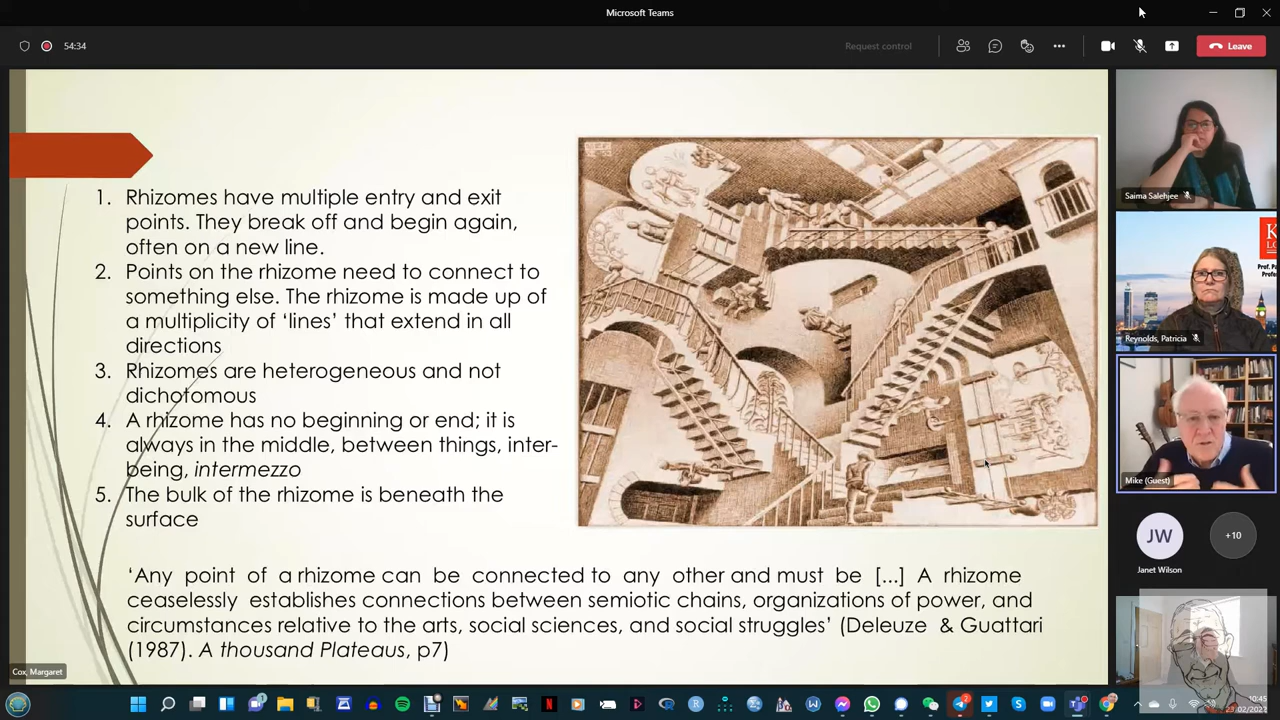 Microsoft Teams
54:34
Request control
Leave
1. Rhizomes have multiple entry and exit
points. They break off and begin again,
often on a new line.
2. Points on the rhizome need to connect to
something else. The rhizome is made up of
a multiplicity of ‘lines’ that extend in all
directions
3. Rhizomes are heterogeneous and not
dichotomous
4. A rhizome has no beginning or end; it is
always in the middle, between things, inter-
being, intermezzo
5. The bulk of the rhizome is beneath the
surface
‘Any point of a rhizome can be connected to any other and must be [...] A rhizome
ceaselessly establishes connections between semiotic chains, organizations of power, and
circumstances relative to the arts, social sciences, and social struggles’ (Deleuze & Guattari
(1987). A thousand Plateaus, p7)
Cox, Margaret
Saima Salehjee
Reynolds, Patricia
Mike (Guest)
JW
+10
Janet Wilson
10:45